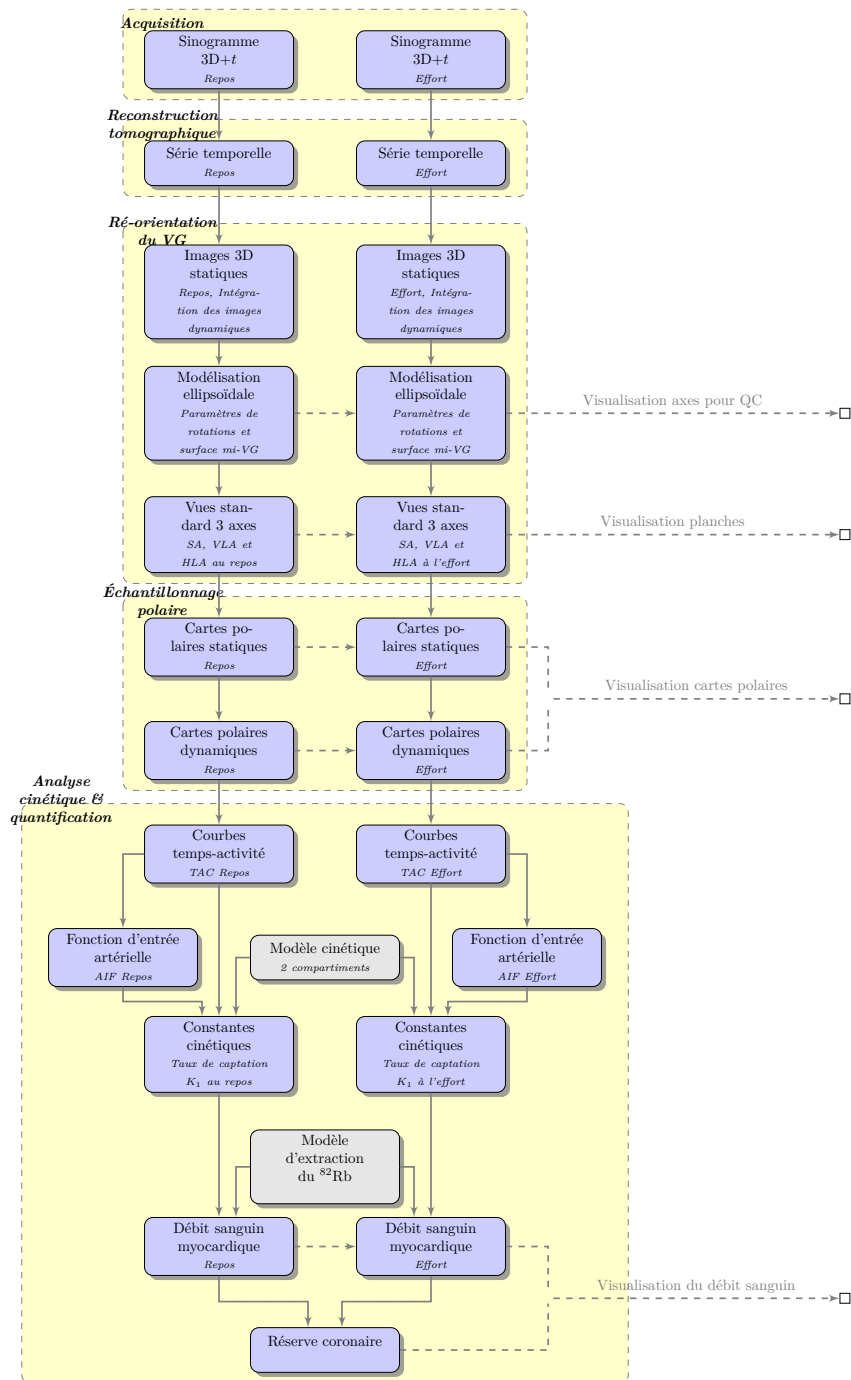 Acquisition
Sinogramme
3D+t
Repos
Sinogramme
3D+t
Effort
Reconstruction
tomographique
Série temporelle
Repos
Série temporelle
Effort
Ré-orientation
du VG
Images 3D
statiques
Repos, Intégra-
tion des images
dynamiques
Images 3D
statiques
Effort, Intégra-
tion des images
dynamiques
Modélisation
ellipsoïdale
Paramètres de
rotations et
surface mi-VG
Modélisation
ellipsoïdale
Paramètres de
rotations et
surface mi-VG
Visualisation axes pour QC
Vues stan-
dard 3 axes
SA, VLA et
HLA au repos
Vues stan-
dard 3 axes
SA, VLA et
HLA à l'effort
Visualisation planches
Échantillonnage
polaire
Cartes po-
laires statiques
Repos
Cartes po-
laires statiques
Effort
Visualisation cartes polaires
Cartes polaires
dynamiques
Repos
Cartes polaires
dynamiques
Effort
Analyse
cinétique &
quantification
Courbes
temps-activité
TAC Repos
Courbes
temps-activité
TAC Effort
Fonction d'entrée
artérielle
AIF Repos
Modèle cinétique
2 compartiments
Fonction d'entrée
artérielle
AIF Effort
Constantes
cinétiques
Taux de captation
K₁ au repos
Constantes
cinétiques
Taux de captation
K₁ à l'effort
Modèle
d'extraction
du ⁸²Rb
Débit sanguin
myocardique
Repos
Débit sanguin
myocardique
Effort
Visualisation du débit sanguin
Réserve coronaire